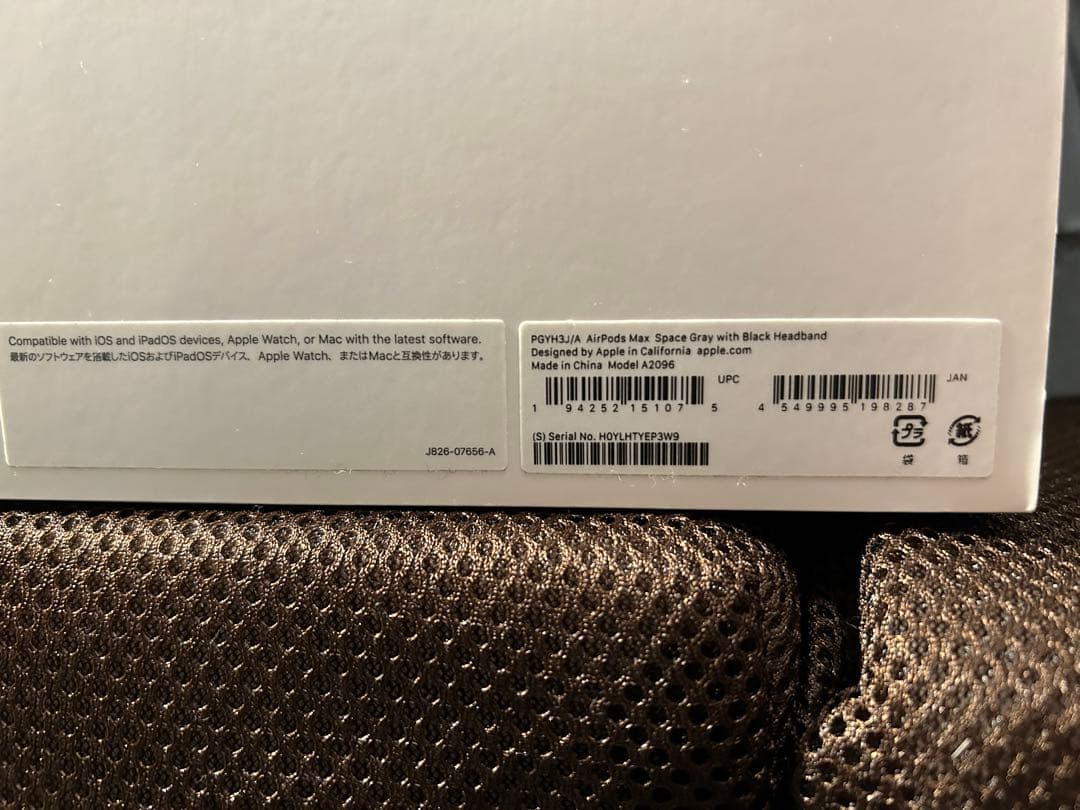 Compatible with iOS and iPadOS devices, Apple Watch, or Mac with the latest software.
最新のソフトウェアを搭載したiOSおよびiPadOSデバイス、Apple Watch、またはMacと互換性があります。
J826-07656-A
PGYH3J/A AirPods Max Space Gray with Black Headband
Designed by Apple in California apple.com
Made in China Model A2096
UPC
1 94252 15107 5
JAN
4 549995 198287
(S) Serial No. H0YLHTYEP3W9
プラ
紙
袋
箱